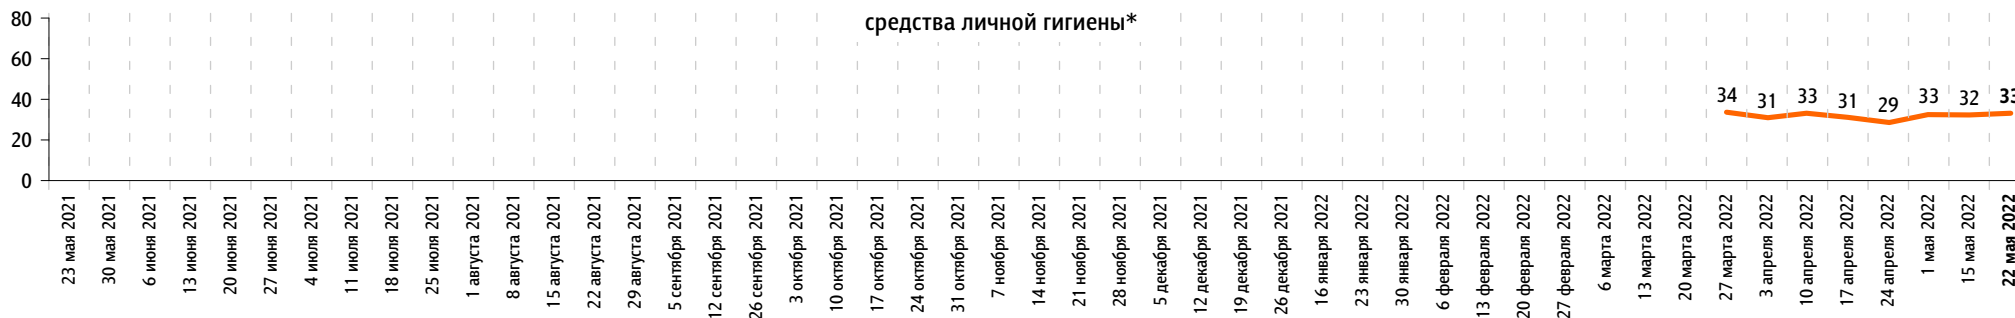 средства личной гигиены*
80
60
40
20
0
34 31 33 31 29 33 32 33
23 мая 2021
30 мая 2021
6 июня 2021
13 июня 2021
20 июня 2021
27 июня 2021
4 июля 2021
11 июля 2021
18 июля 2021
25 июля 2021
1 августа 2021
8 августа 2021
15 августа 2021
22 августа 2021
29 августа 2021
5 сентября 2021
12 сентября 2021
26 сентября 2021
3 октября 2021
10 октября 2021
17 октября 2021
24 октября 2021
31 октября 2021
7 ноября 2021
14 ноября 2021
21 ноября 2021
28 ноября 2021
5 декабря 2021
12 декабря 2021
19 декабря 2021
26 декабря 2021
16 января 2022
23 января 2022
30 января 2022
6 февраля 2022
13 февраля 2022
20 февраля 2022
27 февраля 2022
6 марта 2022
13 марта 2022
20 марта 2022
27 марта 2022
3 апреля 2022
10 апреля 2022
17 апреля 2022
24 апреля 2022
1 мая 2022
15 мая 2022
22 мая 2022